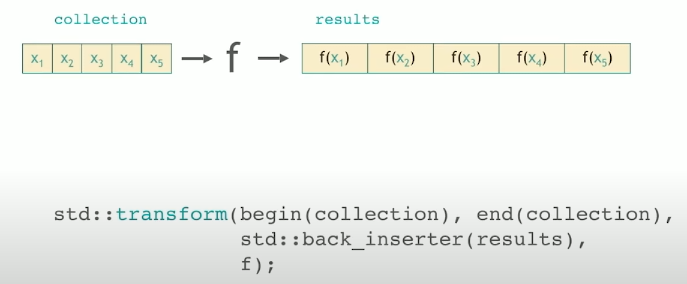 collection results
x₁ x₂ x₃ x₄ x₅ → f → f(x₁) f(x₂) f(x₃) f(x₄) f(x₅)
std::transform(begin(collection), end(collection),
std::back_inserter(results),
f);